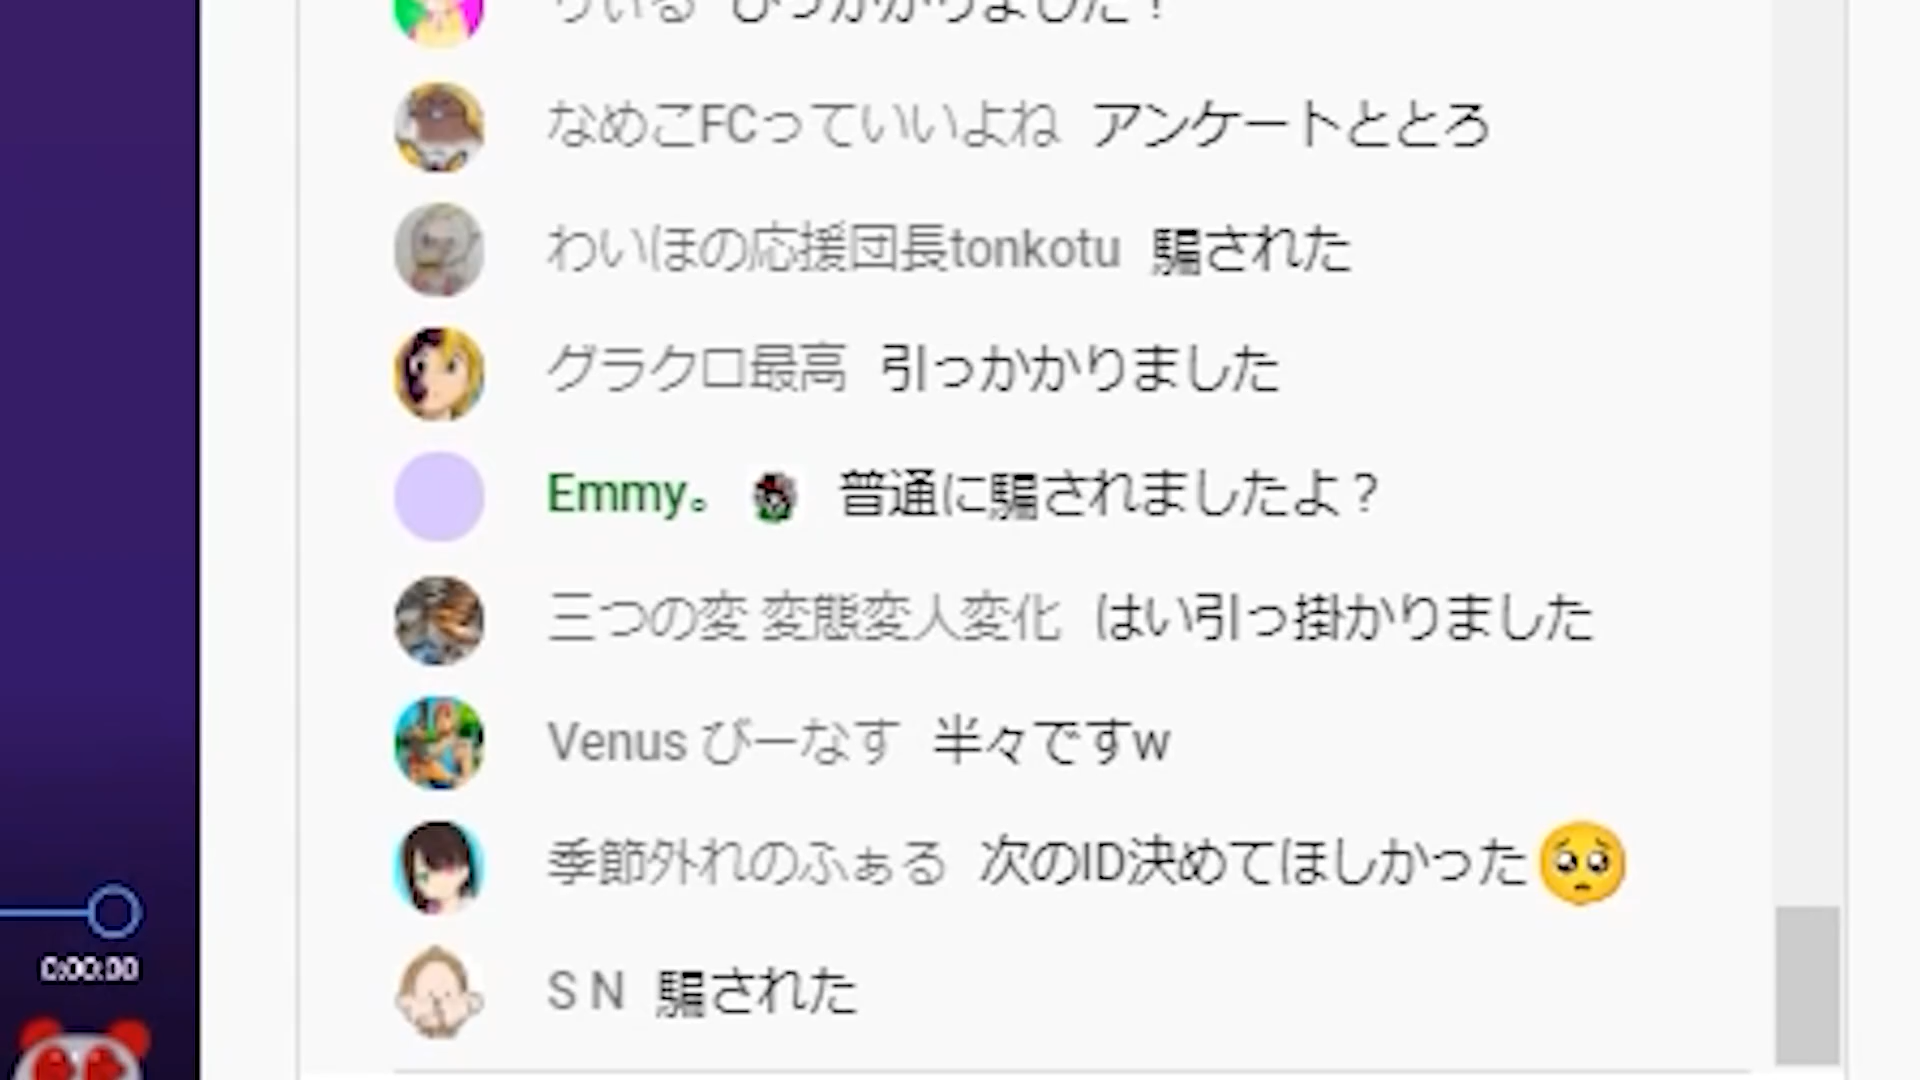 なめこFCっていいよね アンケートととろ
わいほの応援団長tonkotu 騙された
グラクロ最高 引っかかりました
Emmy。 普通に騙されましたよ？
三つの変 変態変人変化 はい引っ掛かりました
Venus びーなす 半々ですw
季節外れのふぁる 次のID決めてほしかった🥺
S N 騙された
0:00:00